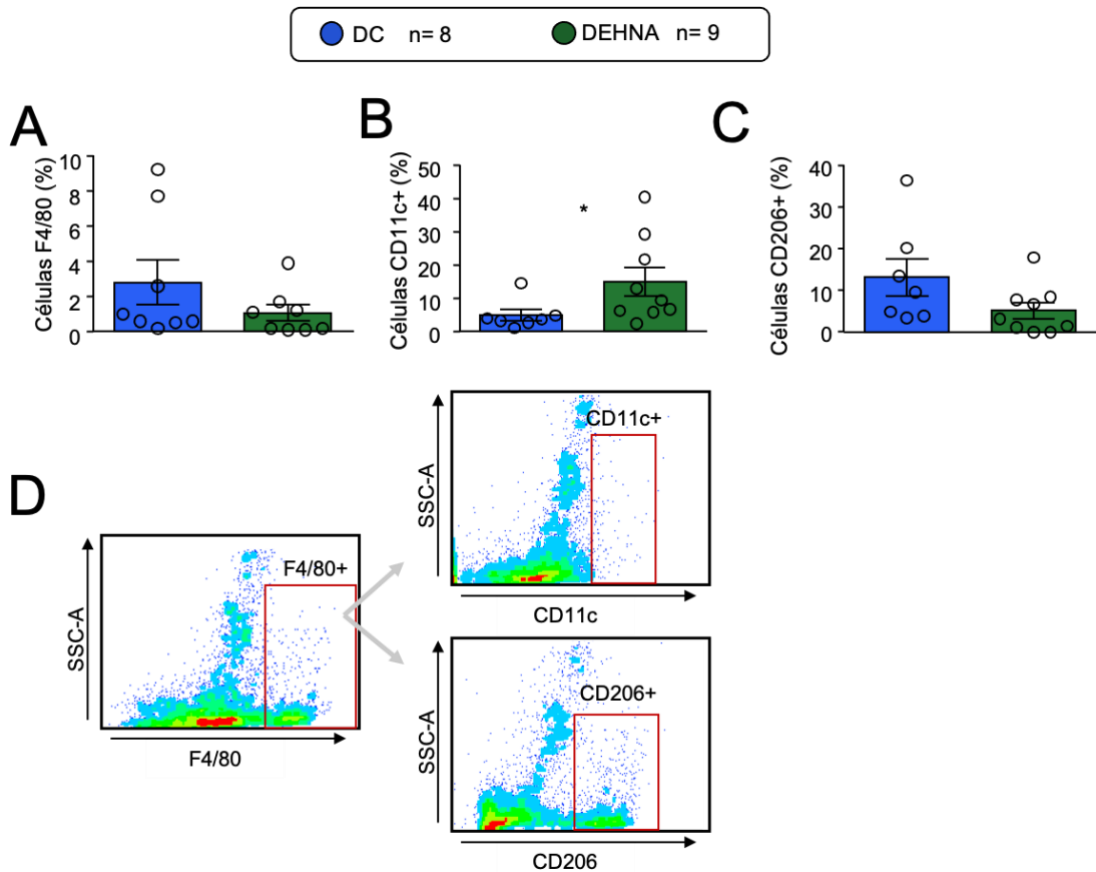 DC n= 8 DEHNA n= 9
A
Células F4/80 (%)
10
8
6
4
2
0
B
Células CD11c+ (%)
50
40
30
20
10
0
*
C
Células CD206+ (%)
40
30
20
10
0
D
SSC-A
F4/80+
F4/80
SSC-A
CD11c+
CD11c
SSC-A
CD206+
CD206